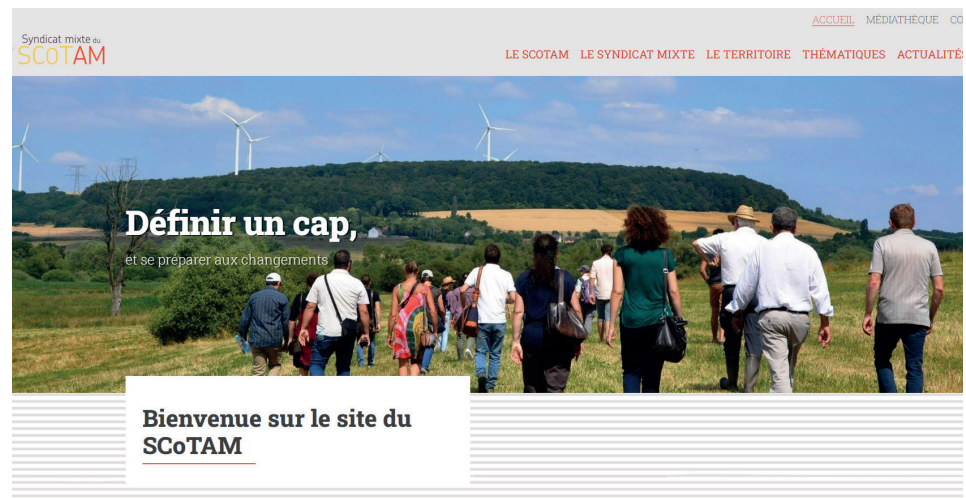 ACCUEIL MÉDIATHÈQUE
Syndicat mixte du
SCOTAM
LE SCOTAM LE SYNDICAT MIXTE LE TERRITOIRE THÉMATIQUES ACTUALITÉS
Définir un cap,
et se préparer aux changements
Bienvenue sur le site du
SCoTAM